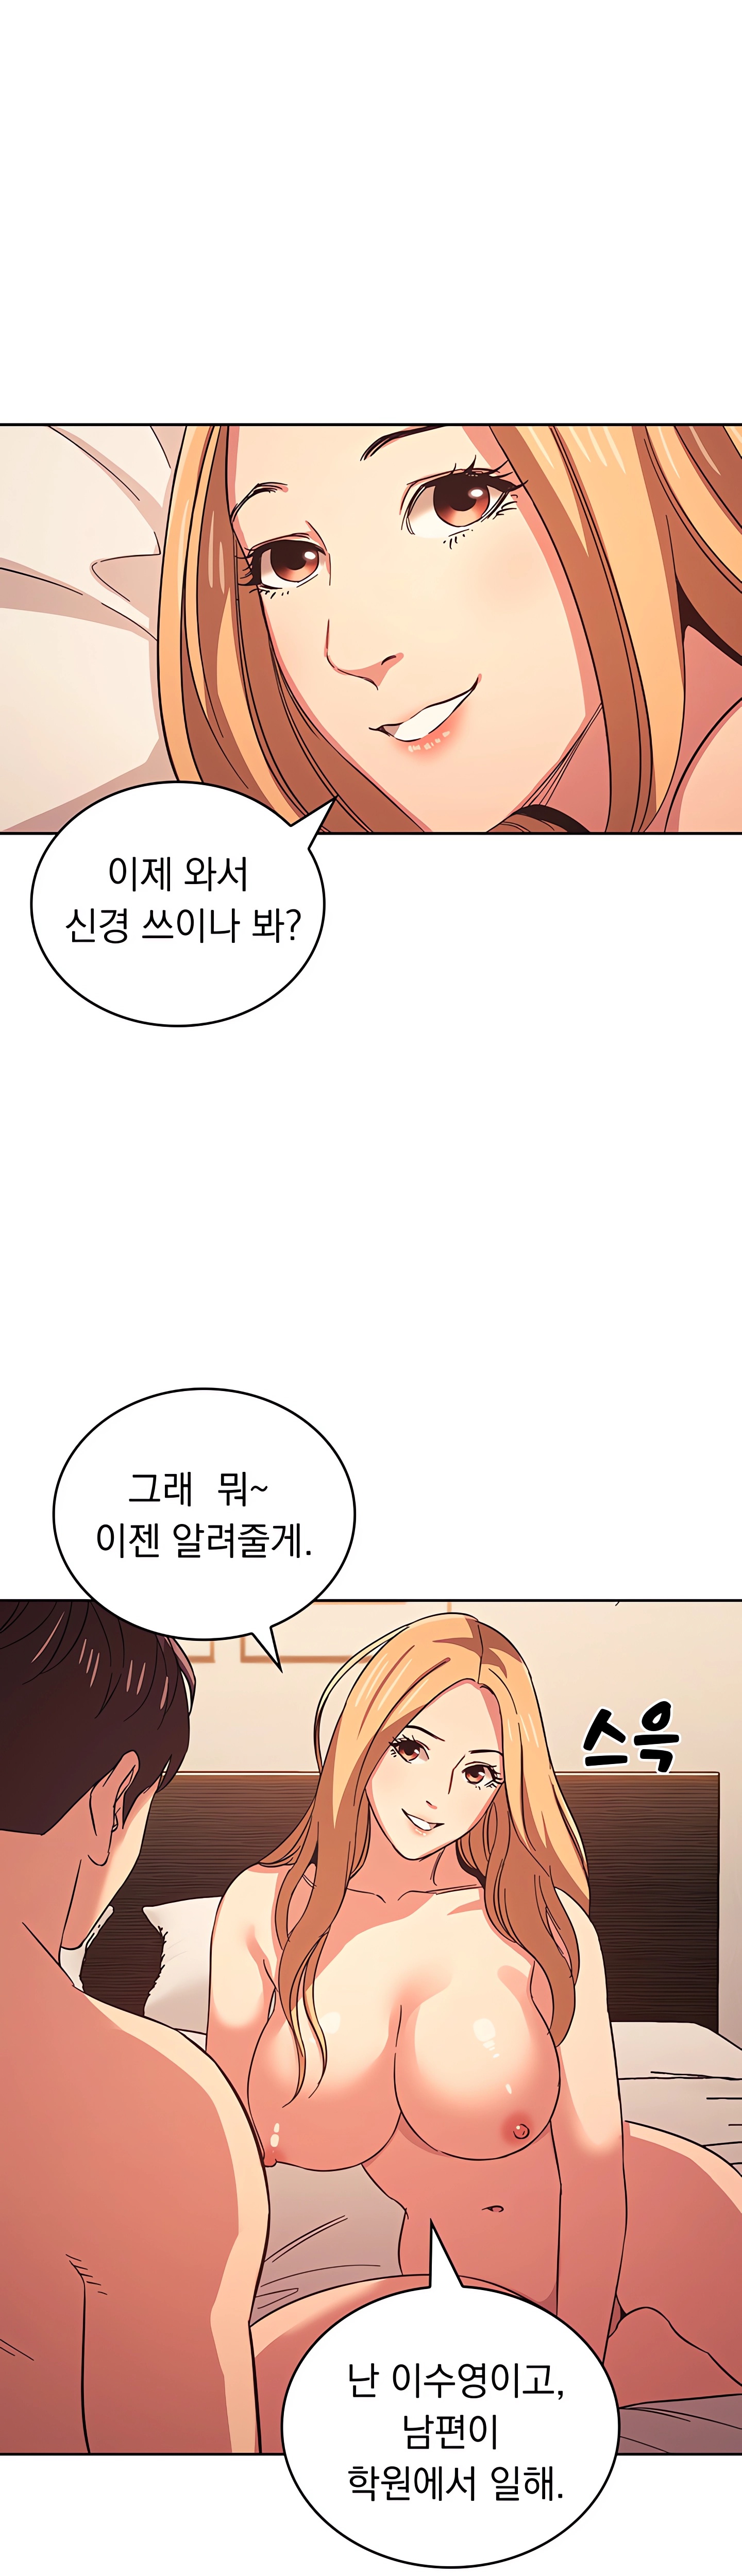 이제 와서
신경 쓰이나 봐?
그래 뭐~
이젠 알려줄게.
스윽
난 이수영이고,
남편이
학원에서 일해.